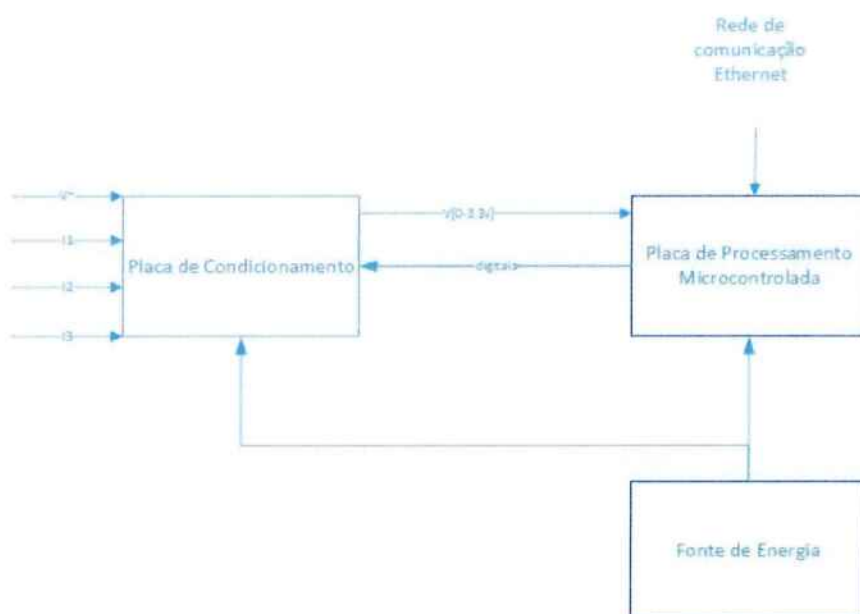 Rede de
comunicação
Ethernet
I1
I2
I3
Placa de Condicionamento
V(0-3.3v)
digitais
Placa de Processamento
Microcontrolada
Fonte de Energia